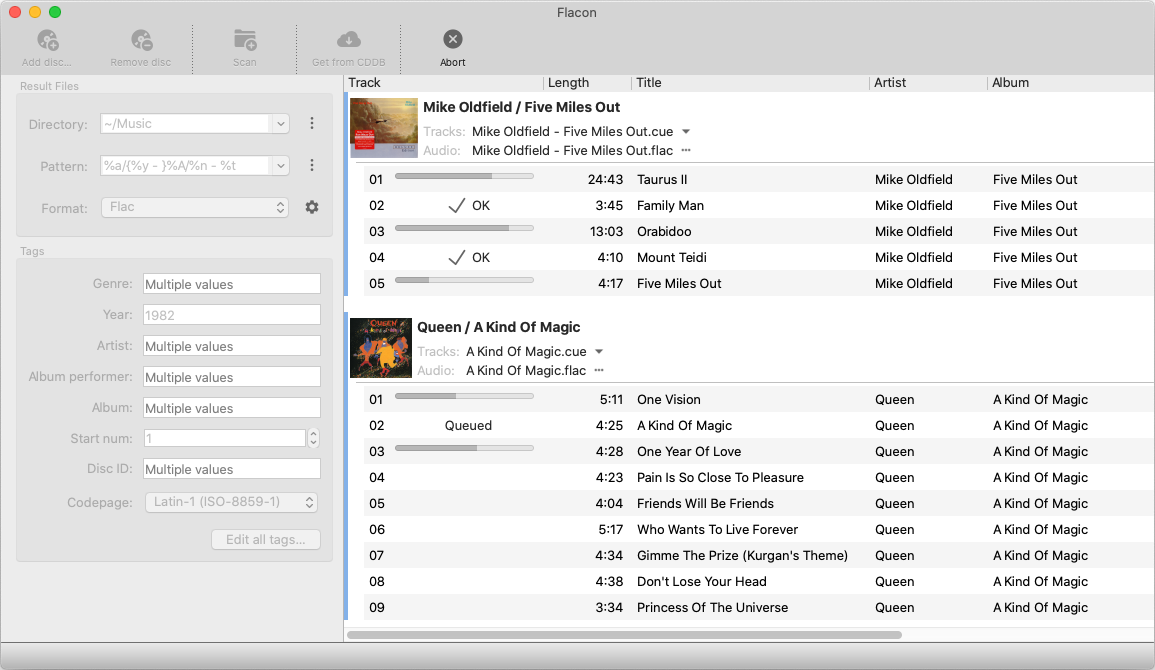 Flacon
Add disc... Remove disc Scan Get from CDDB Abort
Result Files
Directory: ~/Music
Pattern: %a/{%y - }%A/%n - %t
Format: Flac
Tags
Genre: Multiple values
Year: 1982
Artist: Multiple values
Album performer: Multiple values
Album: Multiple values
Start num: 1
Disc ID: Multiple values
Codepage: Latin-1 (ISO-8859-1)
Edit all tags...
Track Length Title Artist Album
Mike Oldfield / Five Miles Out
Tracks: Mike Oldfield - Five Miles Out.cue
Audio: Mike Oldfield - Five Miles Out.flac
01 24:43 Taurus II Mike Oldfield Five Miles Out
02 OK 3:45 Family Man Mike Oldfield Five Miles Out
03 13:03 Orabidoo Mike Oldfield Five Miles Out
04 OK 4:10 Mount Teidi Mike Oldfield Five Miles Out
05 4:17 Five Miles Out Mike Oldfield Five Miles Out
QUEEN
Queen / A Kind Of Magic
Tracks: A Kind Of Magic.cue
Audio: A Kind Of Magic.flac
01 5:11 One Vision Queen A Kind Of Magic
02 Queued 4:25 A Kind Of Magic Queen A Kind Of Magic
03 4:28 One Year Of Love Queen A Kind Of Magic
04 4:23 Pain Is So Close To Pleasure Queen A Kind Of Magic
05 4:04 Friends Will Be Friends Queen A Kind Of Magic
06 5:17 Who Wants To Live Forever Queen A Kind Of Magic
07 4:34 Gimme The Prize (Kurgan's Theme) Queen A Kind Of Magic
08 4:38 Don't Lose Your Head Queen A Kind Of Magic
09 3:34 Princess Of The Universe Queen A Kind Of Magic